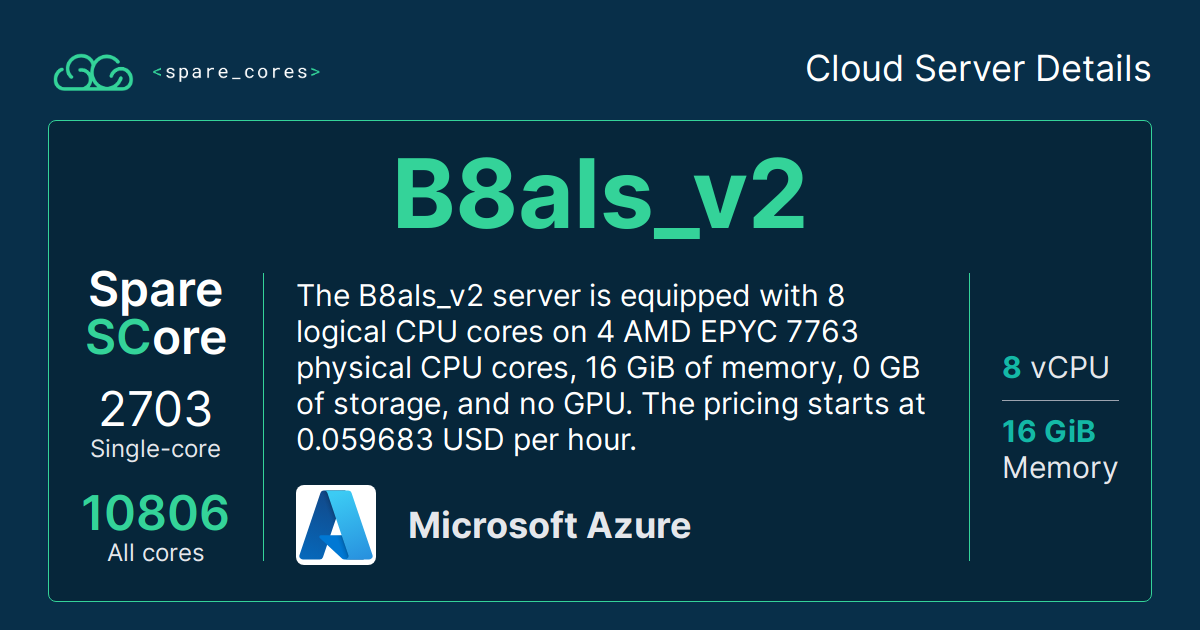 <spare_cores>
Cloud Server Details
B8als_v2
Spare
SCore
2703
Single-core
10806
All cores
The B8als_v2 server is equipped with 8
logical CPU cores on 4 AMD EPYC 7763
physical CPU cores, 16 GiB of memory, 0 GB
of storage, and no GPU. The pricing starts at
0.059683 USD per hour.
Microsoft Azure
8 vCPU
16 GiB
Memory